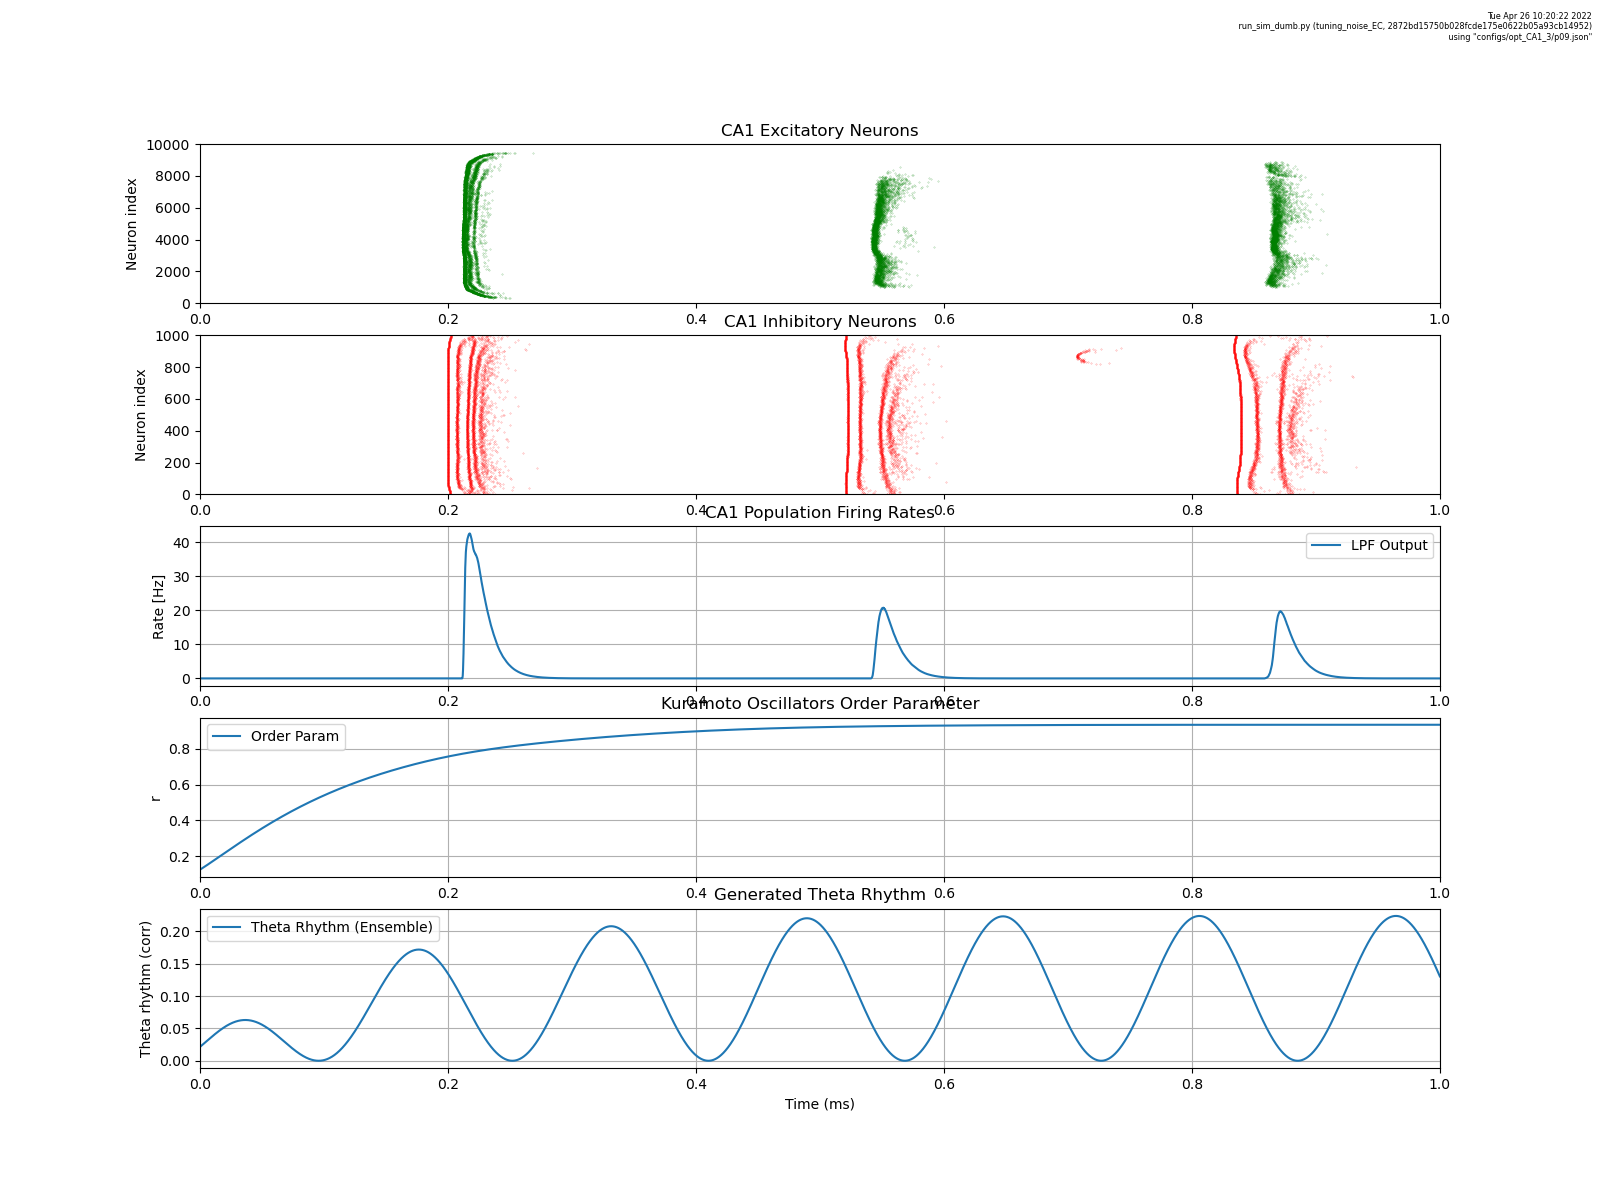 Tue Apr 26 10:20:22 2022
run_sim_dumb.py (tuning_noise_EC, 2872bd15750b028fcde175e0622b05a93cb14952)
using "configs/opt_CA1_3/p09.json"
CA1 Excitatory Neurons
Neuron index
10000
8000
6000
4000
2000
0
0.0 0.2 0.4 0.6 0.8 1.0
CA1 Inhibitory Neurons
Neuron index
1000
800
600
400
200
0
0.0 0.2 0.4 0.6 0.8 1.0
CA1 Population Firing Rates
Rate [Hz]
LPF Output
40
30
20
10
0
0.0 0.2 0.4 0.6 0.8 1.0
Kuramoto Oscillators Order Parameter
r
Order Param
0.8
0.6
0.4
0.2
0.0 0.2 0.4 0.6 0.8 1.0
Generated Theta Rhythm
Theta rhythm (corr)
Theta Rhythm (Ensemble)
0.20
0.15
0.10
0.05
0.00
0.0 0.2 0.4 0.6 0.8 1.0
Time (ms)